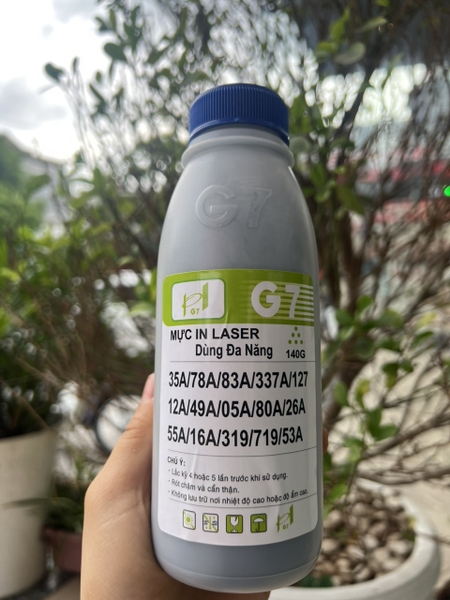 G7
G7
G7
MỰC IN LASER
Dùng Đa Năng
140G
35A/78A/83A/337A/127
12A/49A/05A/80A/26A
55A/16A/319/719/53A
CHÚ Ý:
- Lắc kỹ 4 hoặc 5 lần trước khi sử dụng.
- Rót chậm và cẩn thận.
- Không lưu trữ nơi nhiệt độ cao hoặc độ ẩm cao.
G7